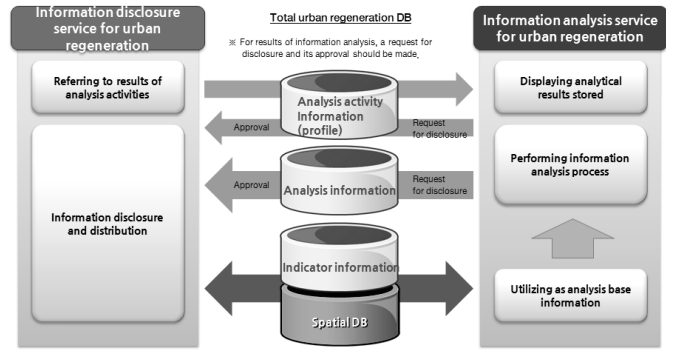 Information disclosure
service for urban
regeneration
Referring to results of
analysis activities
Information disclosure
and distribution
Total urban regeneration DB
※ For results of information analysis, a request for
disclosure and its approval should be made.
Analysis activity
Information
(profile)
Approval
Request
for disclosure
Approval
Analysis information
Request
for disclosure
Indicator information
Spatial DB
Information analysis service
for urban regeneration
Displaying analytical
results stored
Performing information
analysis process
Utilizing as analysis base
information